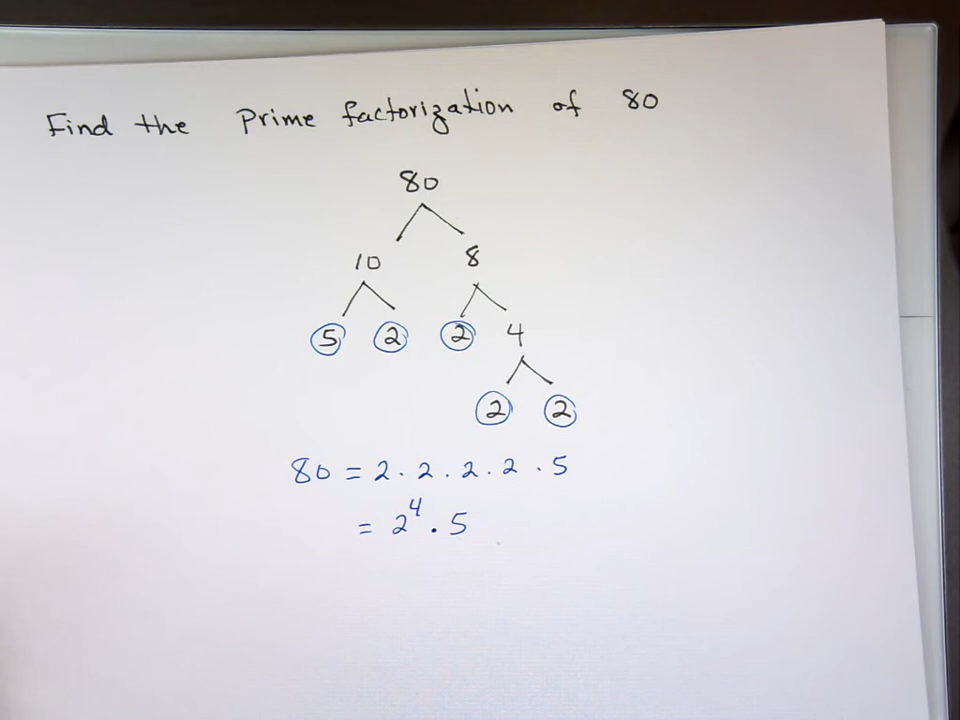 Find the Prime factorization of 80
80
10 8
5 2 2 4
2 2
80 = 2 · 2 · 2 · 2 · 5
= 2⁴ · 5